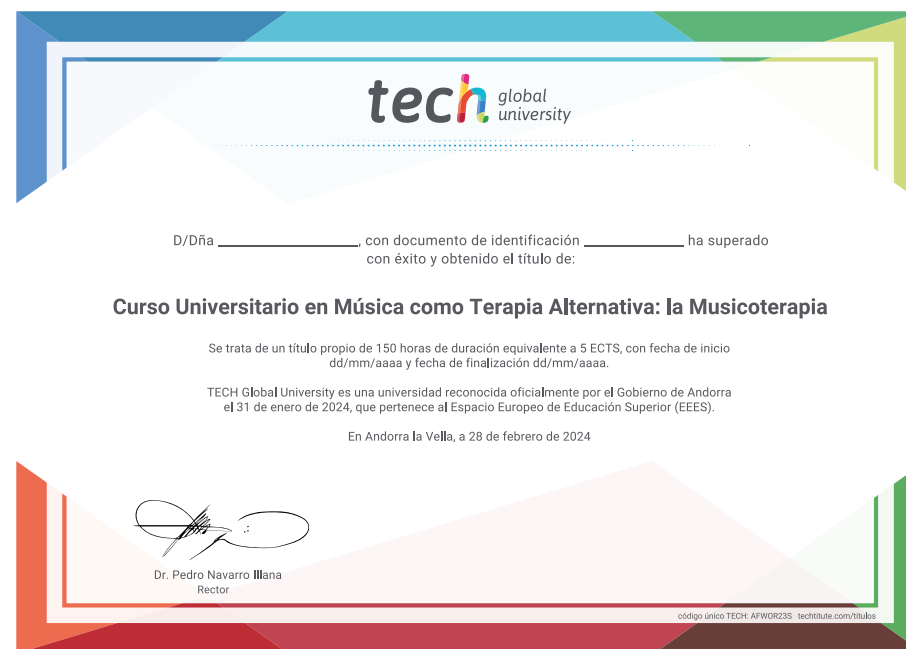 tech global university
D/Dña ____________________, con documento de identificación ______________ ha superado
con éxito y obtenido el título de:
Curso Universitario en Música como Terapia Alternativa: la Musicoterapia
Se trata de un título propio de 150 horas de duración equivalente a 5 ECTS, con fecha de inicio
dd/mm/aaaa y fecha de finalización dd/mm/aaaa.
TECH Global University es una universidad reconocida oficialmente por el Gobierno de Andorra
el 31 de enero de 2024, que pertenece al Espacio Europeo de Educación Superior (EEES).
En Andorra la Vella, a 28 de febrero de 2024
Dr. Pedro Navarro Illana
Rector
código único TECH: AFWOR23S techtitute.com/titulos